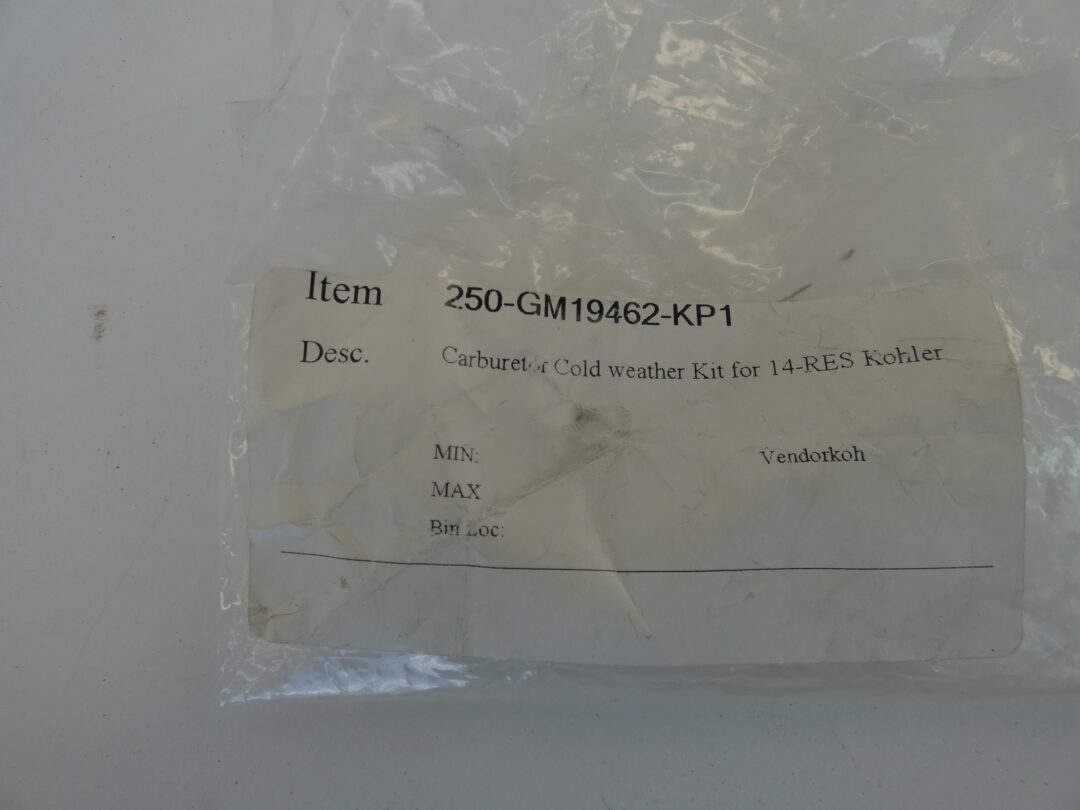 Item 250-GM19462-KP1
Desc. Carburetor Cold weather Kit for 14-RES Kohler
MIN: Vendorkoh
MAX
Bin Loc: